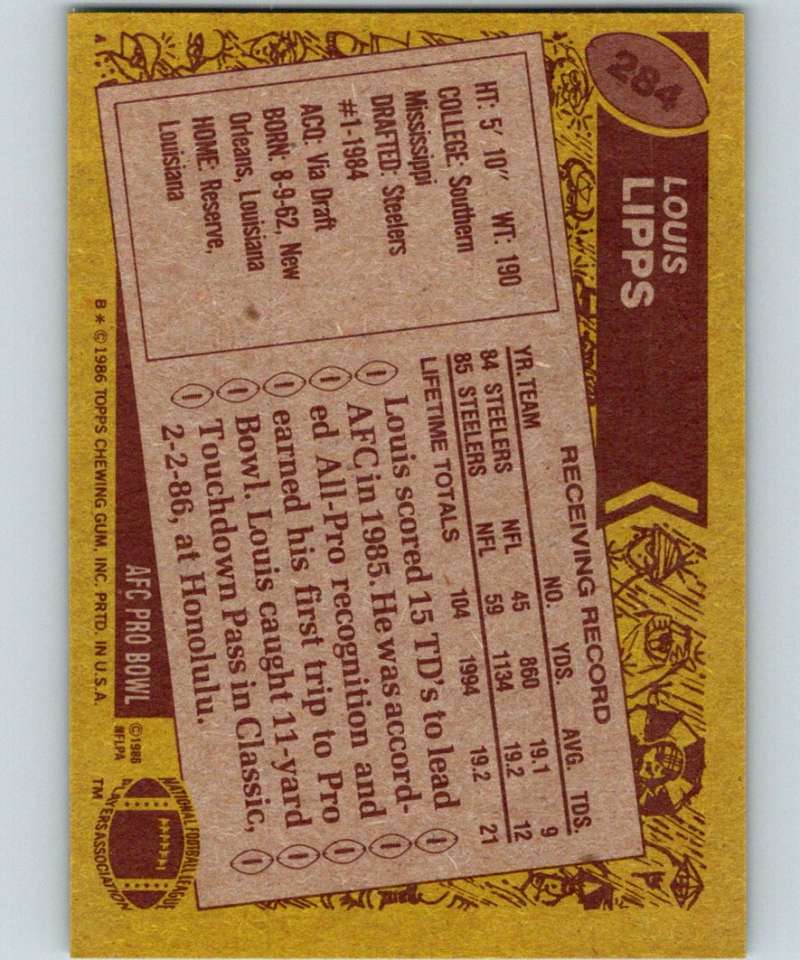 284
LOUIS
LIPPS
HT: 5' 10" WT: 190
COLLEGE: Southern
Mississippi
DRAFTED: Steelers
#1-1984
ACQ: Via Draft
BORN: 8-9-62, New
Orleans, Louisiana
HOME: Reserve,
Louisiana
RECEIVING RECORD
YR. TEAM NO. YDS. AVG. TDS.
84 STEELERS NFL 45 860 19.1 9
85 STEELERS NFL 59 1134 19.2 12
LIFETIME TOTALS 104 1994 19.2 21
Louis scored 15 TD's to lead
AFC in 1985. He was accord-
ed All-Pro recognition and
earned his first trip to Pro
Bowl. Louis caught 11-yard
Touchdown Pass in Classic,
2-2-86, at Honolulu.
AFC PRO BOWL
©1986
NFLPA
NATIONAL FOOTBALL LEAGUE
PLAYERS ASSOCIATION
TM
B * ©1986 TOPPS CHEWING GUM, INC. PRTD. IN U.S.A.